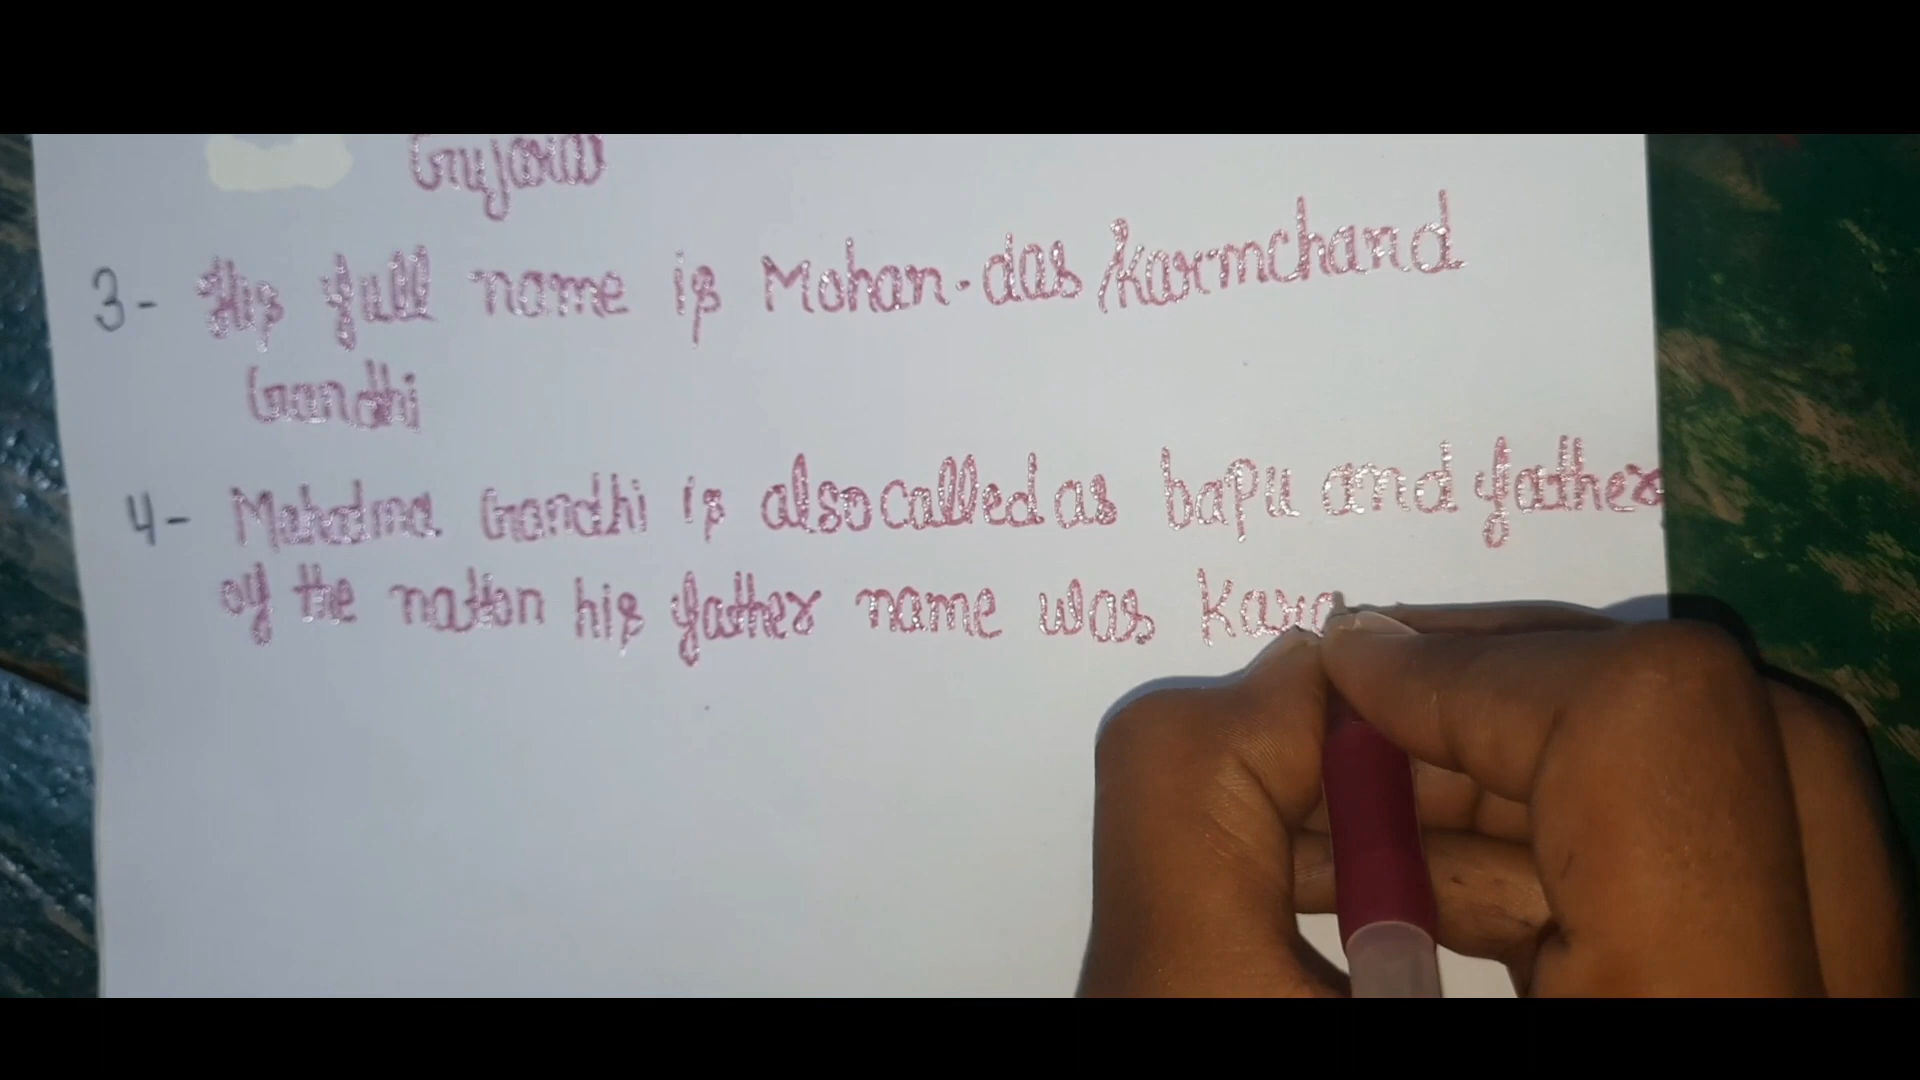 Gujarat
3- His full name is Mohan-das Karmchand
Gandhi
4- Mahatma Gandhi is also called as bapu and father
of the nation his father name was Kara